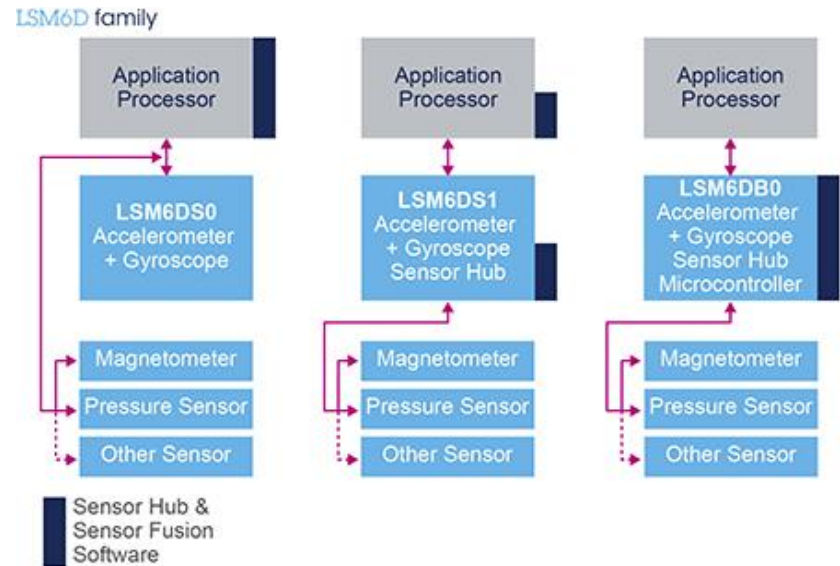 LSM6D family
Application
Processor
LSM6DS0
Accelerometer
+ Gyroscope
Magnetometer
Pressure Sensor
Other Sensor
Application
Processor
LSM6DS1
Accelerometer
+ Gyroscope
Sensor Hub
Magnetometer
Pressure Sensor
Other Sensor
Application
Processor
LSM6DB0
Accelerometer
+ Gyroscope
Sensor Hub
Microcontroller
Magnetometer
Pressure Sensor
Other Sensor
Sensor Hub &
Sensor Fusion
Software